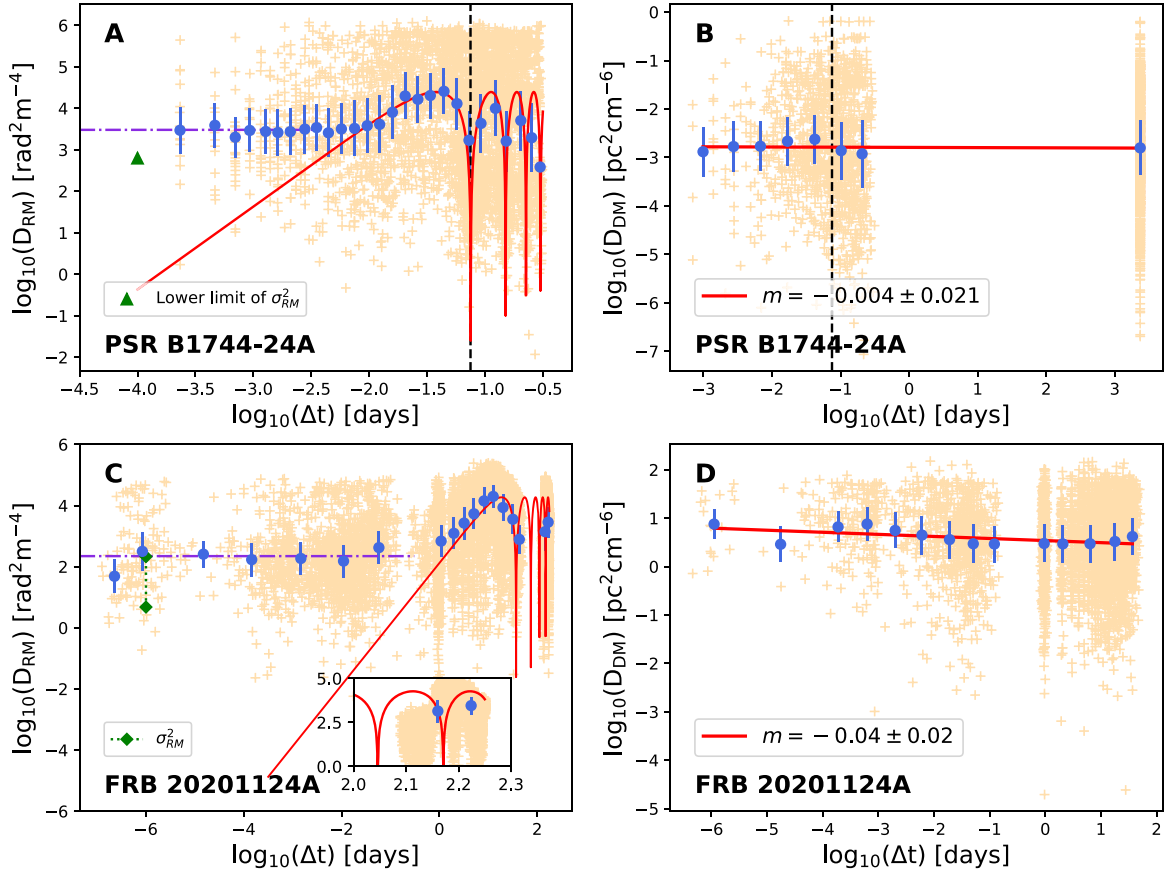 A
log₁₀(D_RM) [rad²m⁻⁴]
6
5
4
3
2
1
0
−1
−2
Lower limit of σ²_RM
PSR B1744-24A
−4.5 −4.0 −3.5 −3.0 −2.5 −2.0 −1.5 −1.0 −0.5
log₁₀(Δt) [days]
B
log₁₀(D_DM) [pc²cm⁻⁶]
0
−1
−2
−3
−4
−5
−6
−7
m = −0.004 ± 0.021
PSR B1744-24A
−3 −2 −1 0 1 2 3
log₁₀(Δt) [days]
C
log₁₀(D_RM) [rad²m⁻⁴]
6
4
2
0
−2
−4
−6
5.0
2.5
0.0
2.0 2.1 2.2 2.3
σ²_RM
FRB 20201124A
−6 −4 −2 0 2
log₁₀(Δt) [days]
D
log₁₀(D_DM) [pc²cm⁻⁶]
2
1
0
−1
−2
−3
−4
−5
m = −0.04 ± 0.02
FRB 20201124A
−6 −5 −4 −3 −2 −1 0 1 2
log₁₀(Δt) [days]